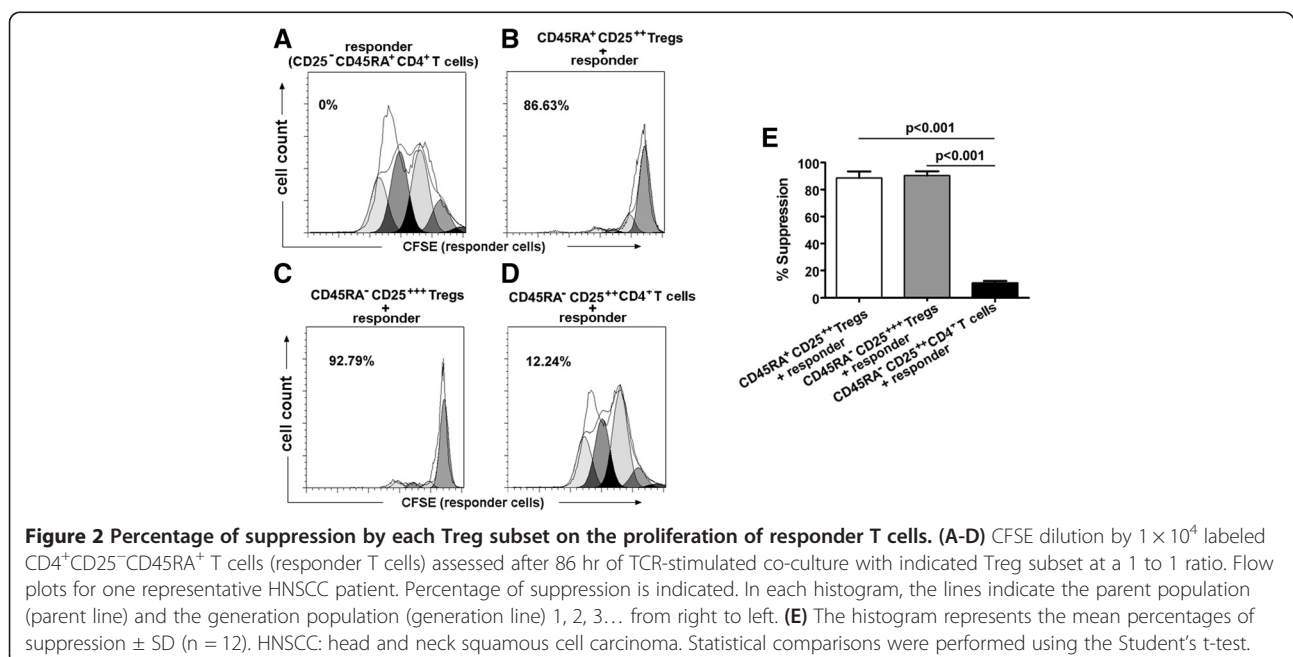 A
responder
(CD25⁻CD45RA⁺CD4⁺T cells)
0%
cell count
CFSE (responder cells)
B
CD45RA⁺CD25⁺⁺Tregs
+
responder
86.63%
C
CD45RA⁻CD25⁺⁺⁺Tregs
+
responder
92.79%
cell count
CFSE (responder cells)
D
CD45RA⁻CD25⁺⁺CD4⁺T cells
+
responder
12.24%
E
p<0.001
p<0.001
% Suppression
100
80
60
40
20
0
CD45RA⁺CD25⁺⁺Tregs
+ responder
CD45RA⁻CD25⁺⁺⁺Tregs
+ responder
CD45RA⁻CD25⁺⁺CD4⁺T cells
+ responder
Figure 2 Percentage of suppression by each Treg subset on the proliferation of responder T cells. (A-D) CFSE dilution by 1 × 10⁴ labeled
CD4⁺CD25⁻CD45RA⁺ T cells (responder T cells) assessed after 86 hr of TCR-stimulated co-culture with indicated Treg subset at a 1 to 1 ratio. Flow
plots for one representative HNSCC patient. Percentage of suppression is indicated. In each histogram, the lines indicate the parent population
(parent line) and the generation population (generation line) 1, 2, 3… from right to left. (E) The histogram represents the mean percentages of
suppression ± SD (n = 12). HNSCC: head and neck squamous cell carcinoma. Statistical comparisons were performed using the Student's t-test.